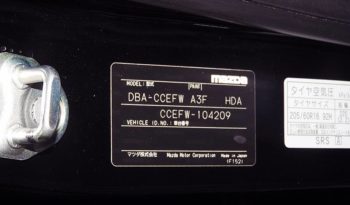 mazda
MODEL: 型式 [PAINT]
DBA-CCEFW A3F HDA
CCEFW-104209
VEHICLE ID.NO.: 車台番号
マツダ株式会社 Mazda Motor Corporation Made in Japan
(F152)
タイヤ空気圧
タイヤサイズ
205/60R16 92H
SRS